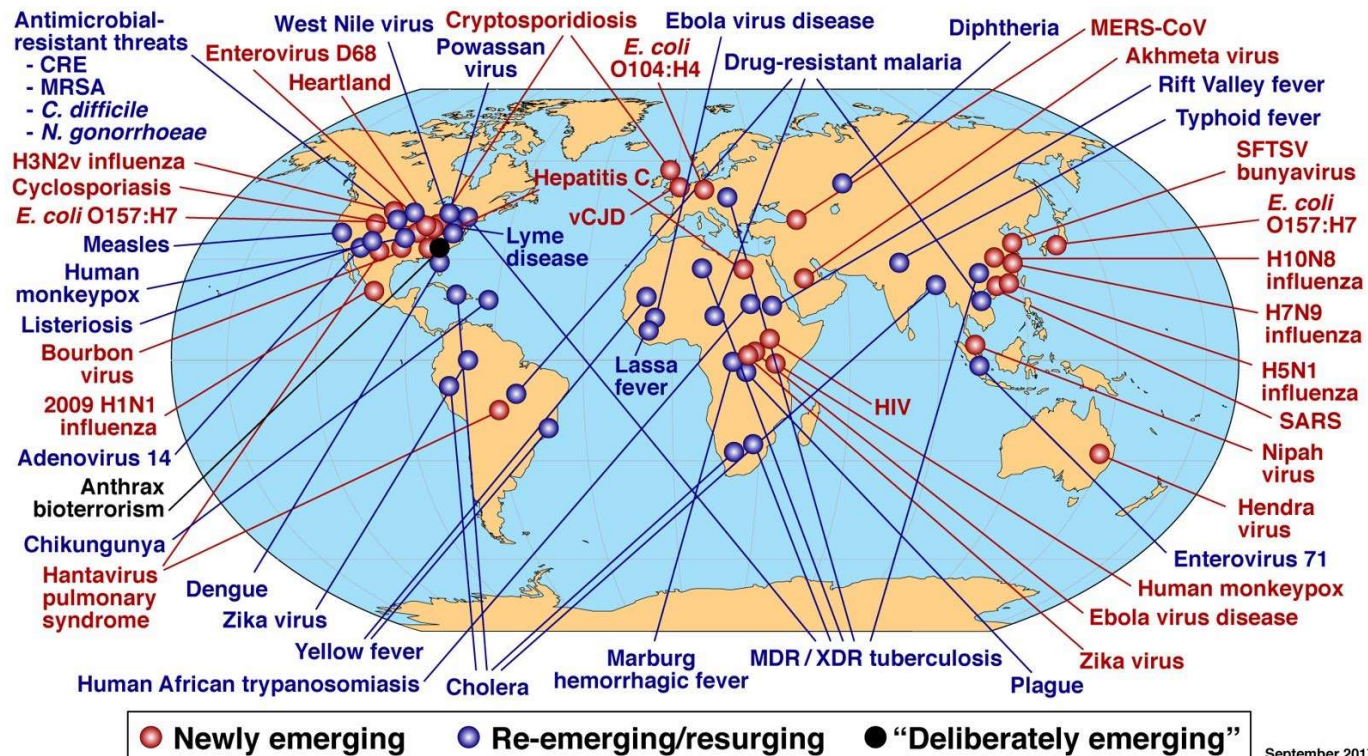 Antimicrobial-
resistant threats
- CRE
- MRSA
- C. difficile
- N. gonorrhoeae
West Nile virus
Cryptosporidiosis
Ebola virus disease
Diphtheria
MERS-CoV
Enterovirus D68
Powassan
virus
E. coli
O104:H4
Drug-resistant malaria
Akhmeta virus
Heartland
Rift Valley fever
Typhoid fever
H3N2v influenza
Cyclosporiasis
E. coli O157:H7
Measles
Human
monkeypox
Listeriosis
Bourbon
virus
2009 H1N1
influenza
Adenovirus 14
Anthrax
bioterrorism
Chikungunya
Hantavirus
pulmonary
syndrome
Hepatitis C
vCJD
Lyme
disease
Lassa
fever
HIV
SFTSV
bunyavirus
E. coli
O157:H7
H10N8
influenza
H7N9
influenza
H5N1
influenza
SARS
Nipah
virus
Hendra
virus
Enterovirus 71
Human monkeypox
Ebola virus disease
Zika virus
Dengue
Zika virus
Yellow fever
Human African trypanosomiasis
Cholera
Marburg
hemorrhagic fever
MDR / XDR tuberculosis
Plague
Newly emerging
Re-emerging/resurging
“Deliberately emerging”
September 201